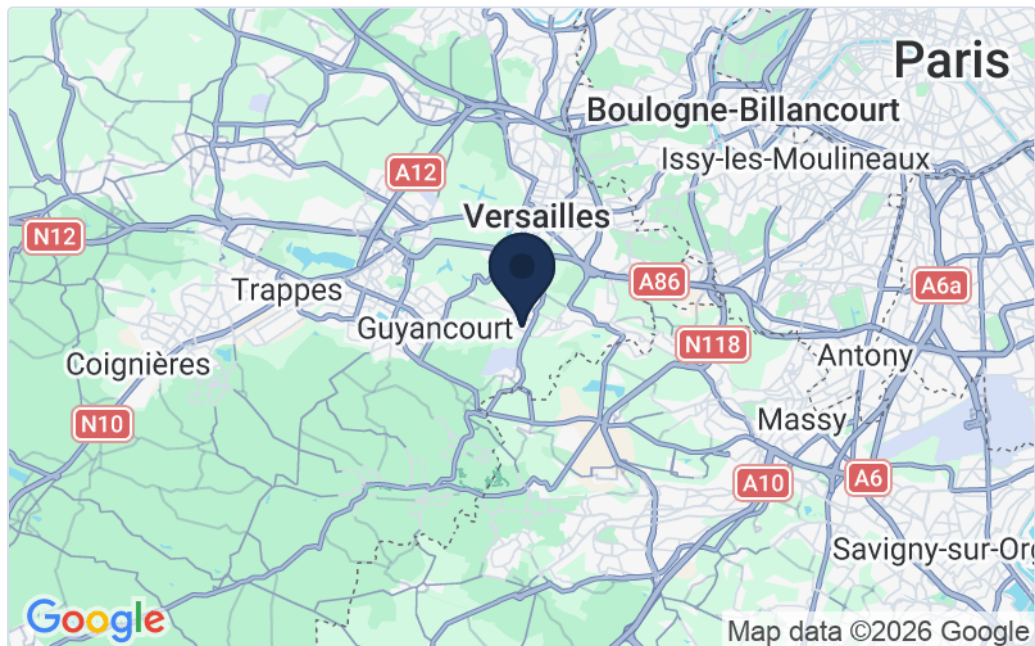 Paris
Boulogne-Billancourt
Issy-les-Moulineaux
A12
Versailles
N12
A86
A6a
Trappes
Guyancourt
N118
Antony
Coignières
N10
Massy
A10
A6
Savigny-sur-Org
Google
Map data ©2026 Google